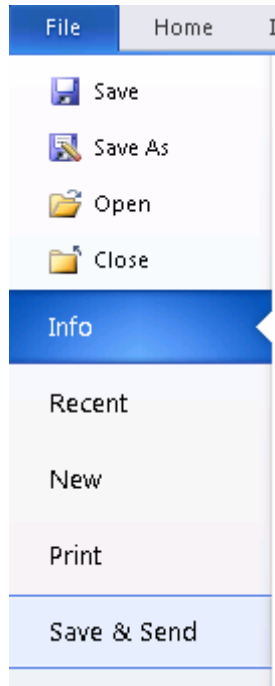 File Home
Save
Save As
Open
Close
Info
Recent
New
Print
Save & Send